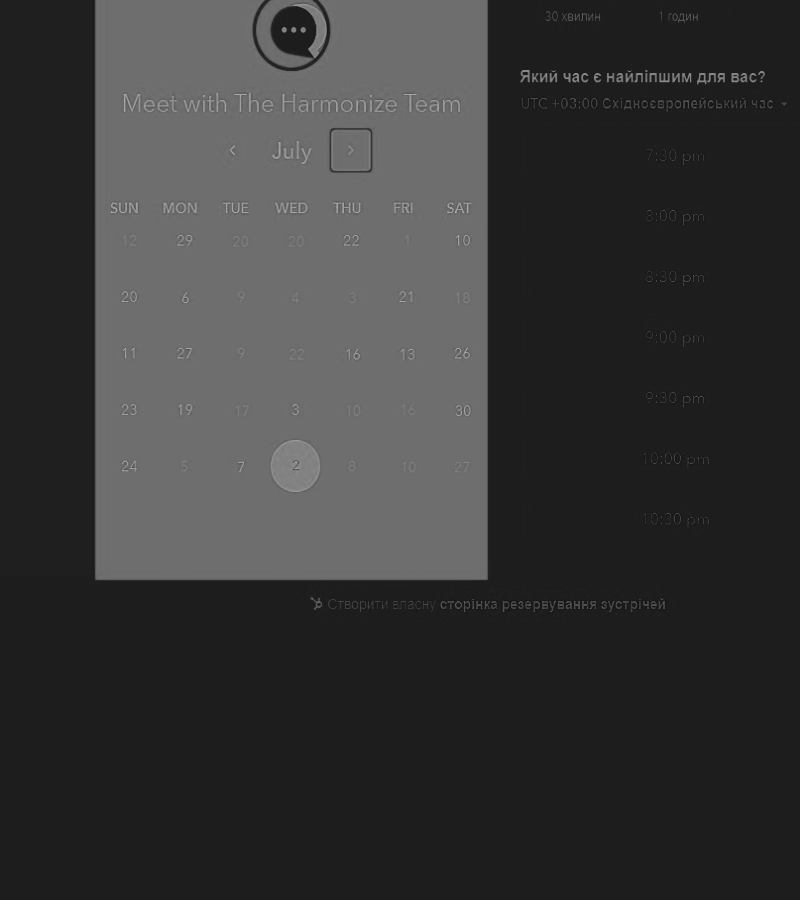 30 хвилин 1 годин
Meet with The Harmonize Team
July
SUN MON TUE WED THU FRI SAT
12 29 20 20 22 1 10
20 6 9 4 3 21 18
11 27 9 22 16 13 26
23 19 17 3 10 16 30
24 5 7 2 8 10 27
Який час є найліпшим для вас?
UTC +03:00 Східноєвропейський час
7:30 pm
8:00 pm
8:30 pm
9:00 pm
9:30 pm
10:00 pm
10:30 pm
Створити власну сторінка резервування зустрічей